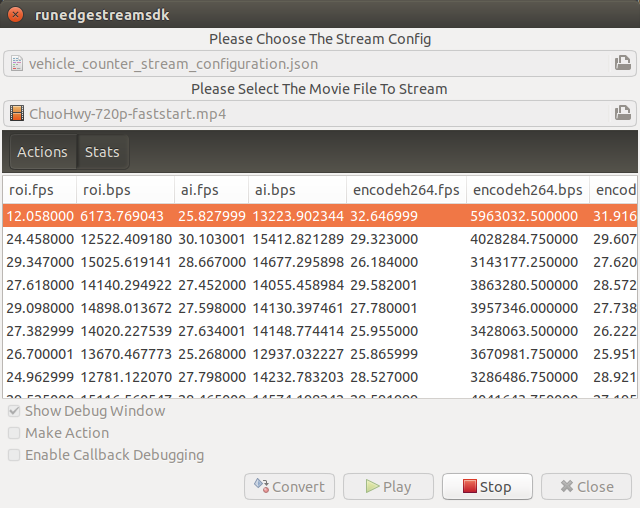 runedgestreamsdk
Please Choose The Stream Config
vehicle_counter_stream_configuration.json
Please Select The Movie File To Stream
ChuoHwy-720p-faststart.mp4
Actions Stats
roi.fps roi.bps ai.fps ai.bps encodeh264.fps encodeh264.bps encod
12.058000 6173.769043 25.827999 13223.902344 32.646999 5963032.500000 31.916
24.458000 12522.409180 30.103001 15412.821289 29.323000 4028284.750000 29.607
29.347000 15025.619141 28.667000 14677.295898 26.184000 3143177.250000 27.620
27.618000 14140.294922 27.452000 14055.458984 29.582001 3863280.500000 28.572
29.098000 14898.013672 27.598000 14130.397461 27.780001 3957346.000000 27.738
27.382999 14020.227539 27.634001 14148.774414 25.955000 3428063.500000 26.222
26.700001 13670.467773 25.268000 12937.032227 25.865999 3670981.750000 25.951
24.962999 12781.122070 27.798000 14232.783203 28.527000 3286486.750000 28.921
Show Debug Window
Make Action
Enable Callback Debugging
Convert Play Stop Close